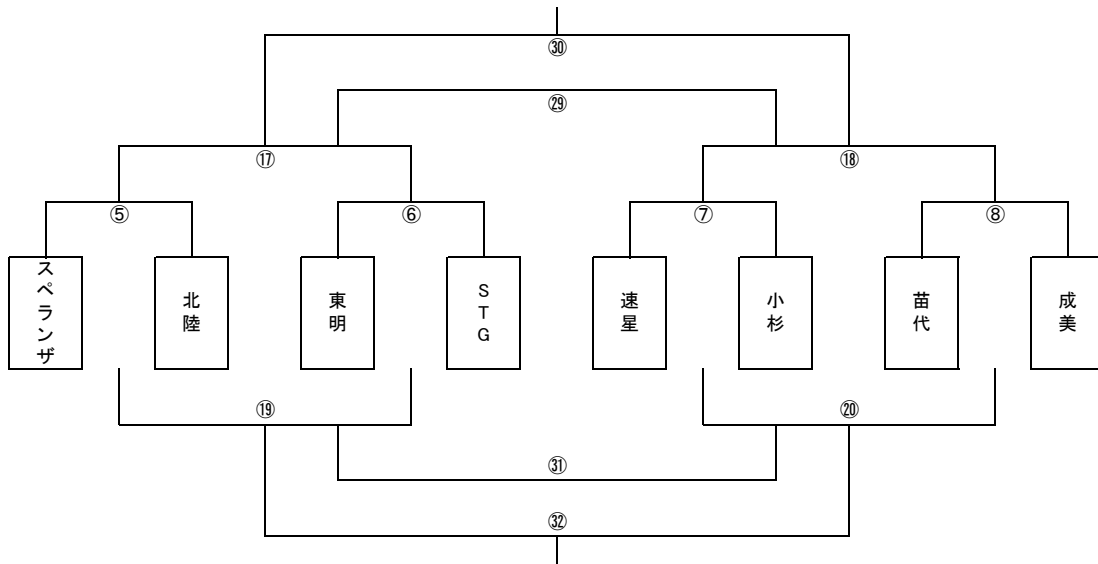 ㉚
㉙
⑰
⑱
⑤
⑥
⑦
⑧
スペランザ
北陸
東明
STG
速星
小杉
苗代
成美
⑲
⑳
㉛
㉜